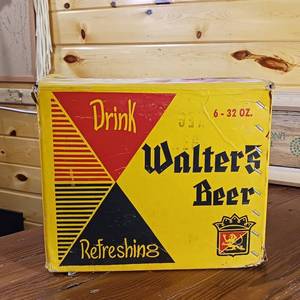 Drink
6 - 32 OZ.
Walter's
Beer
Refreshing